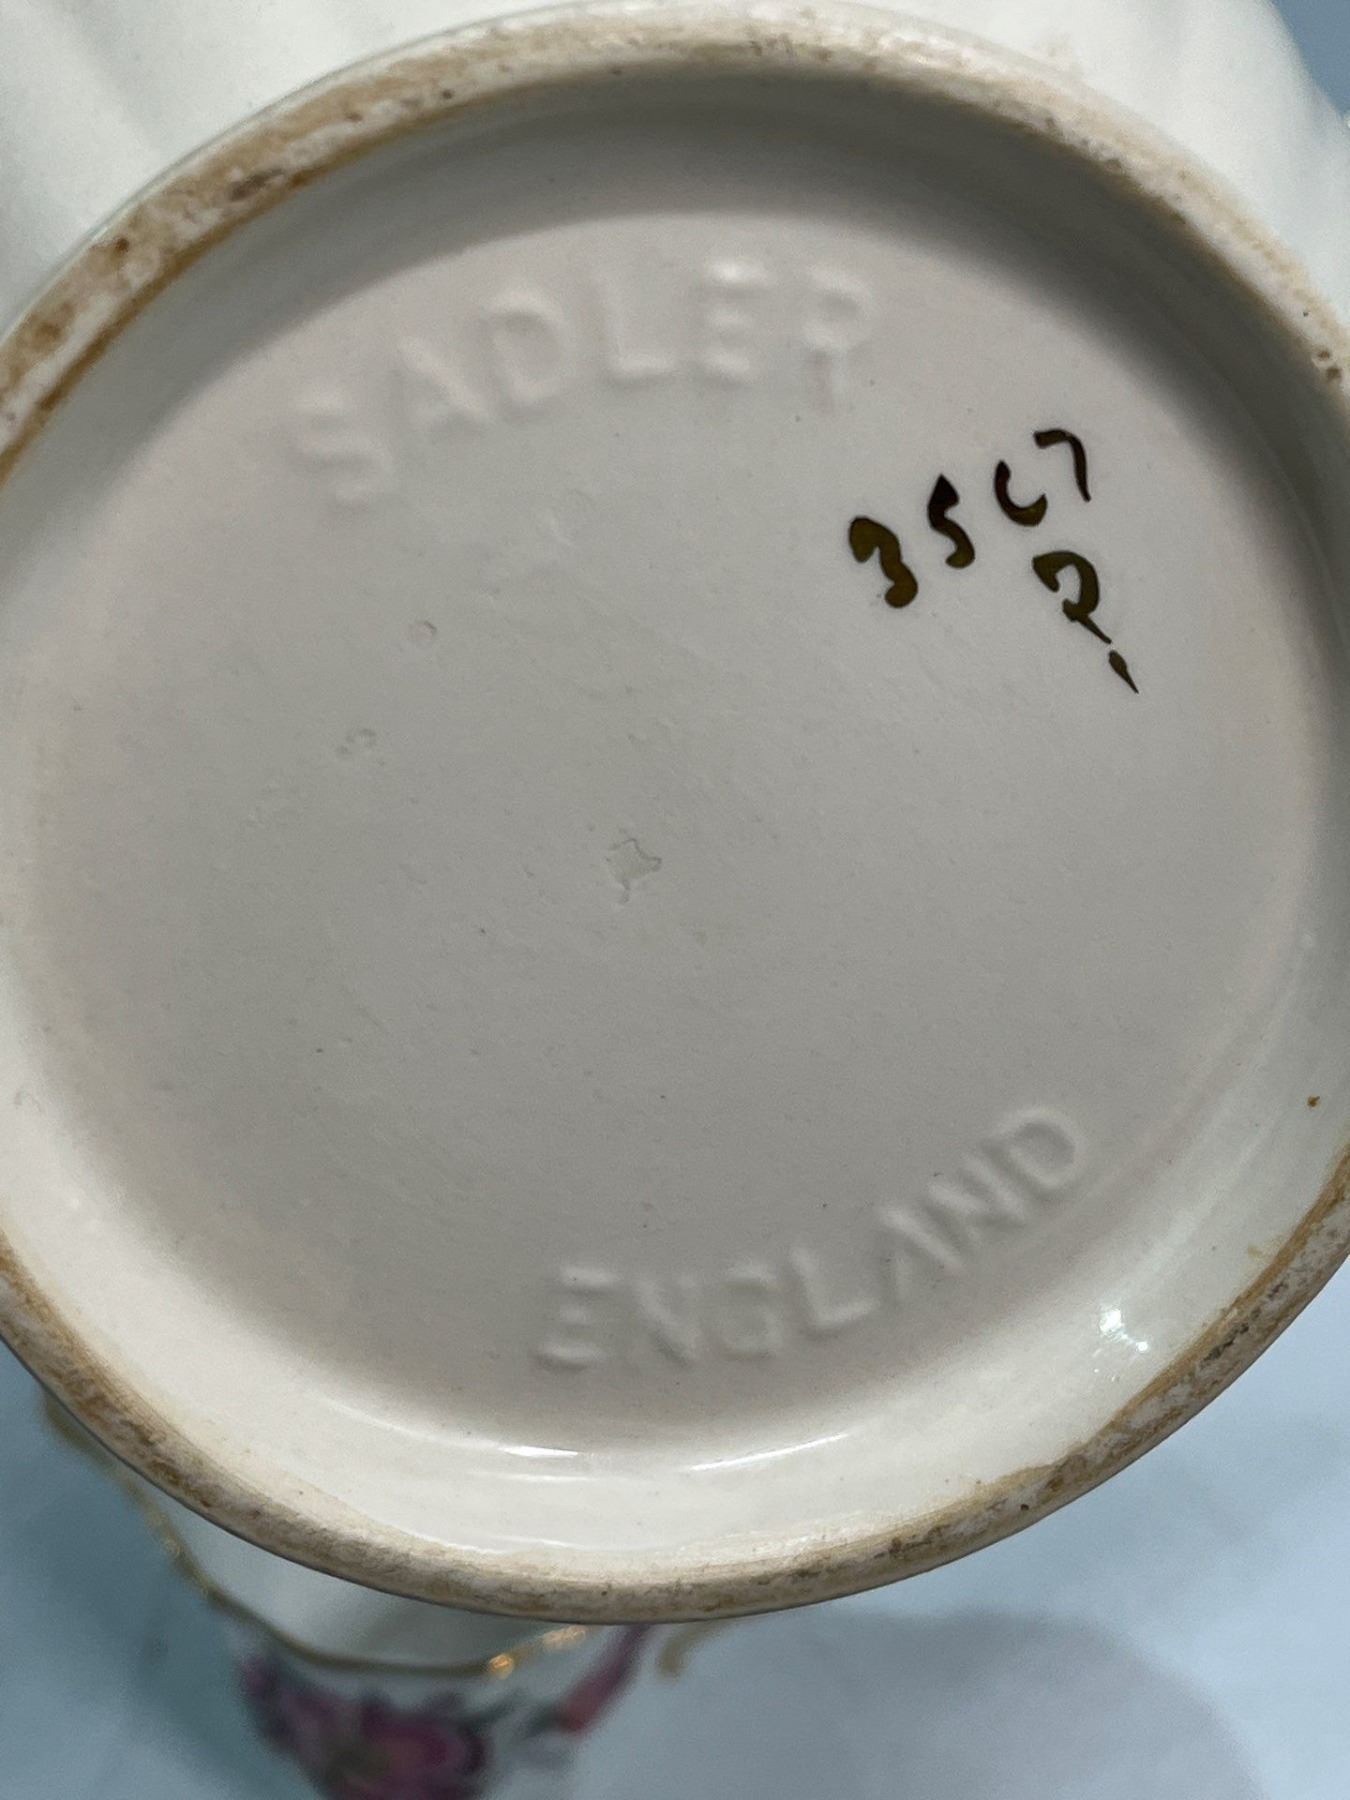 SADLER
3567
D.
ENGLAND